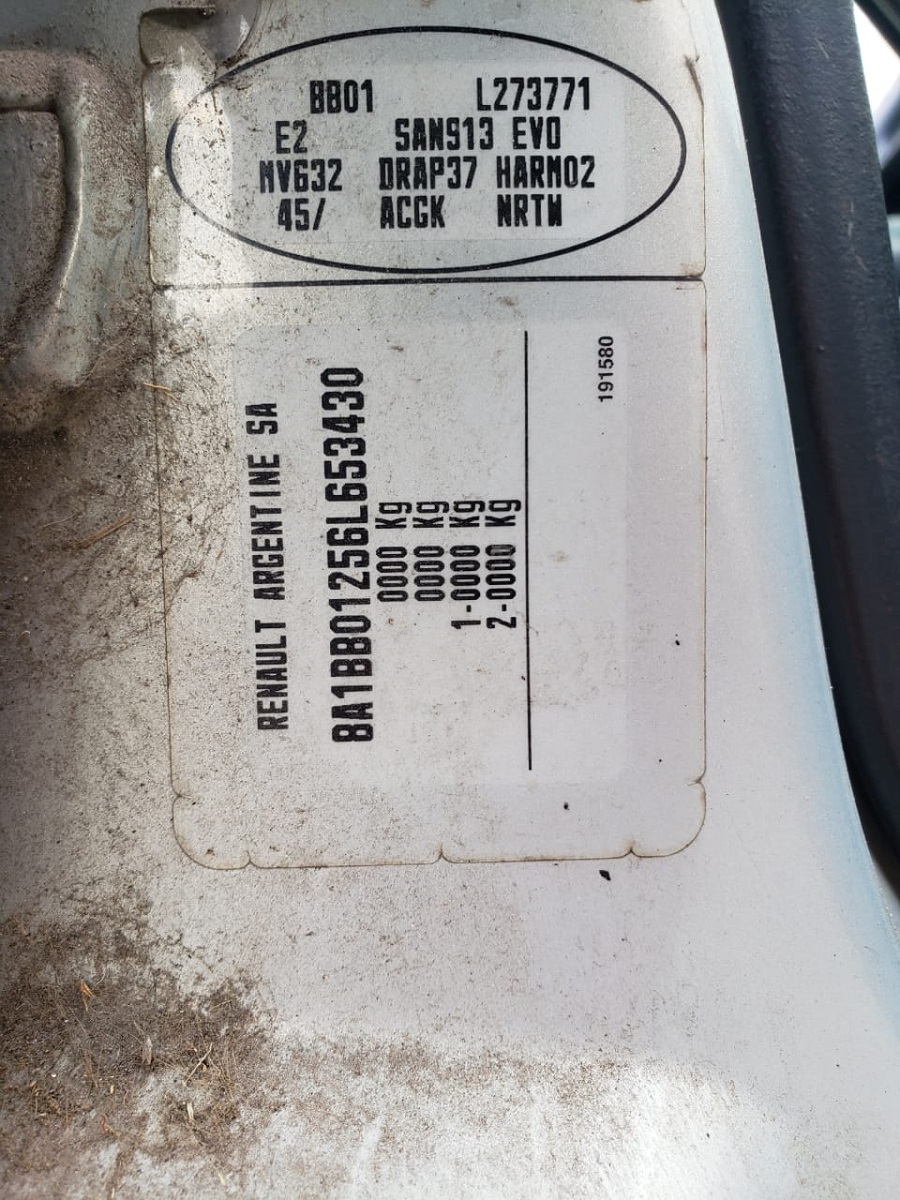 BB01 L273771
E2 SAN913 EVO
MV632 DRAP37 HARM02
45/ ACGK NRTW
RENAULT ARGENTINE SA
8A1BB01256L653430
0000 Kg
0000 Kg
1-0000 Kg
2-0000 Kg
191580